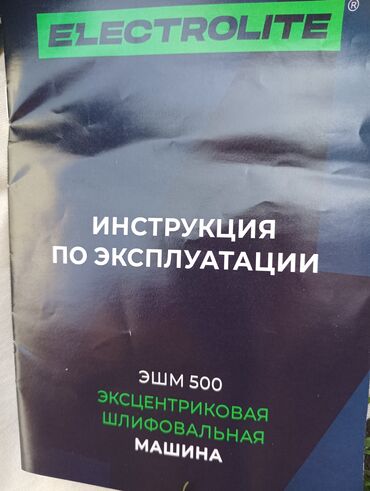 ELECTROLITE ®
ИНСТРУКЦИЯ
ПО ЭКСПЛУАТАЦИИ
ЭШМ 500
ЭКСЦЕНТРИКОВАЯ
ШЛИФОВАЛЬНАЯ
МАШИНА